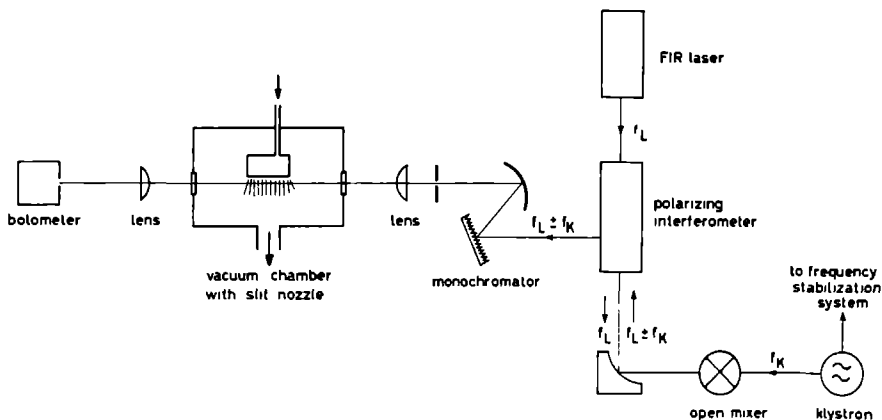 FIR laser
f_L
polarizing
interferometer
f_L ± f_K
bolometer
lens
lens
monochromator
vacuum chamber
with slit nozzle
to frequency
stabilization
system
f_L
f_L ± f_K
f_K
open mixer
klystron